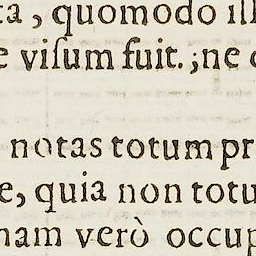 ta, quomodo ill
e viſum fuit. ; ne
notas totum pr
e, quia non totu
nam verò occup